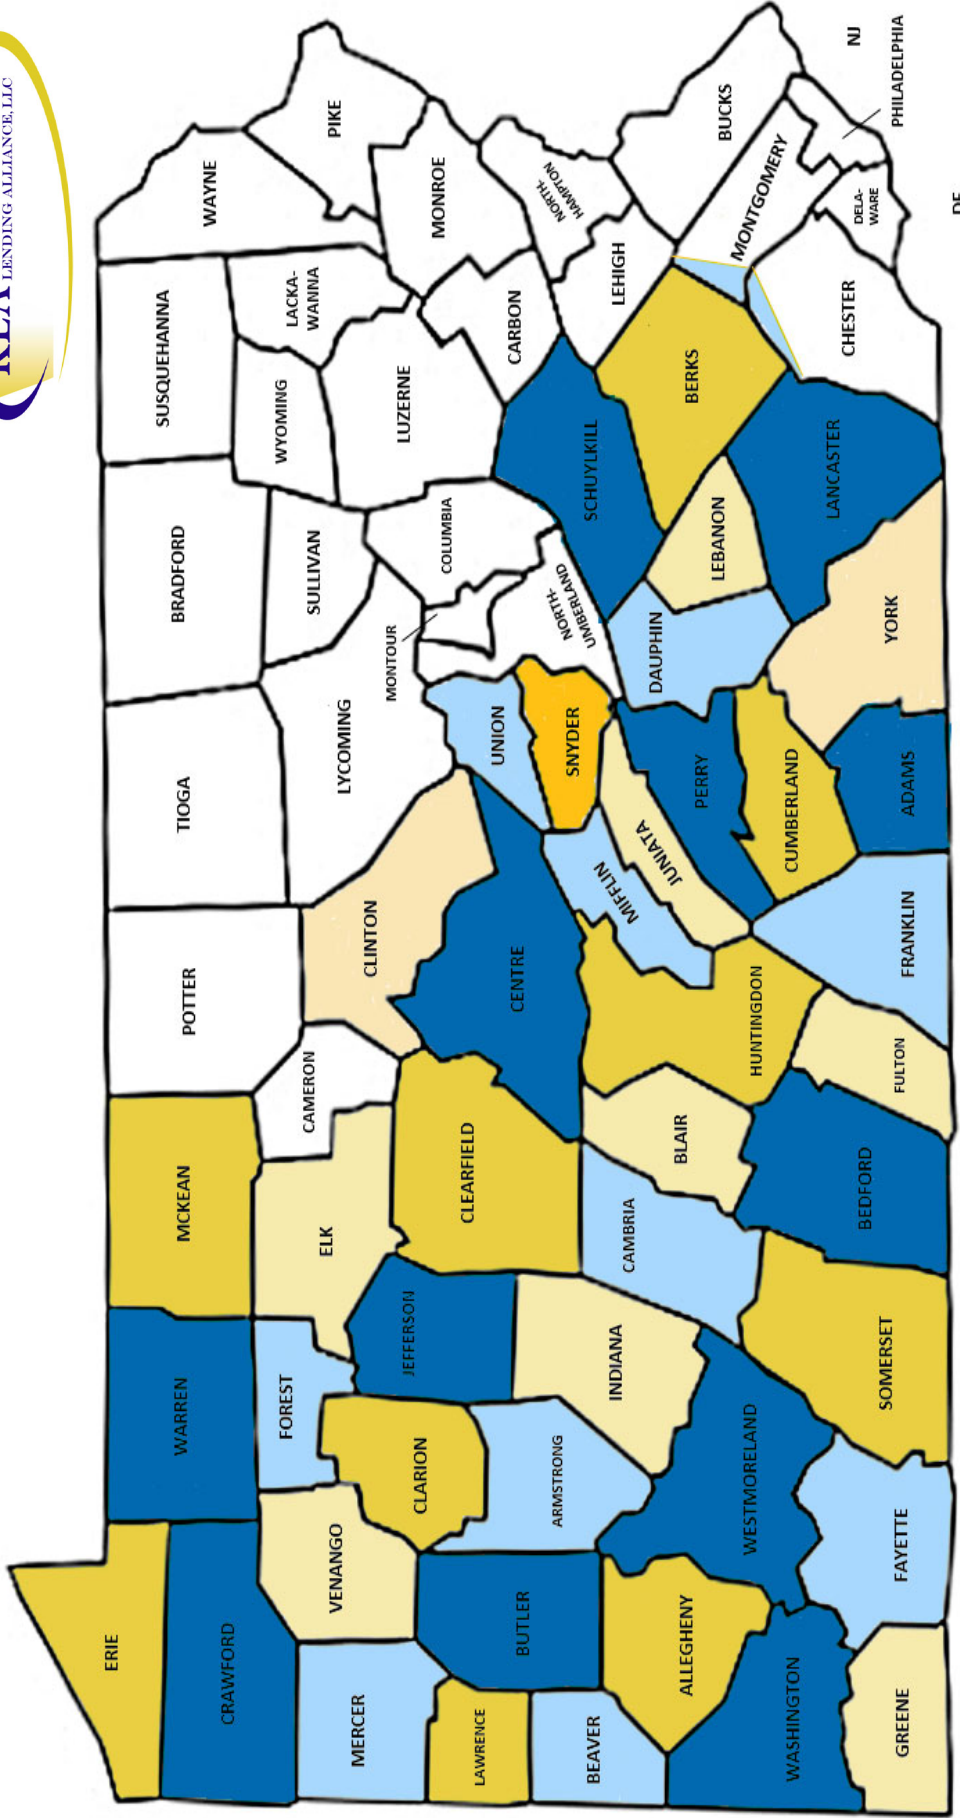 LENDING ALLIANCE, LLC
ERIE
WARREN
MCKEAN
POTTER
TIOGA
BRADFORD
SUSQUEHANNA
WAYNE
CRAWFORD
FOREST
ELK
CAMERON
SULLIVAN
WYOMING
LACKA-
WANNA
PIKE
MERCER
VENANGO
CLARION
JEFFERSON
CLEARFIELD
CLINTON
LYCOMING
MONTOUR
COLUMBIA
LUZERNE
MONROE
LAWRENCE
BUTLER
ARMSTRONG
CENTRE
UNION
SNYDER
NORTH-
UMBERLAND
SCHUYLKILL
CARBON
NORTH-
HAMPTON
BEAVER
INDIANA
CAMBRIA
BLAIR
MIFFLIN
JUNIATA
DAUPHIN
LEBANON
BERKS
LEHIGH
BUCKS
ALLEGHENY
WESTMORELAND
HUNTINGDON
PERRY
CUMBERLAND
LANCASTER
MONTGOMERY
WASHINGTON
SOMERSET
BEDFORD
FULTON
FRANKLIN
ADAMS
YORK
CHESTER
DELA-
WARE
PHILADELPHIA
GREENE
FAYETTE
NJ